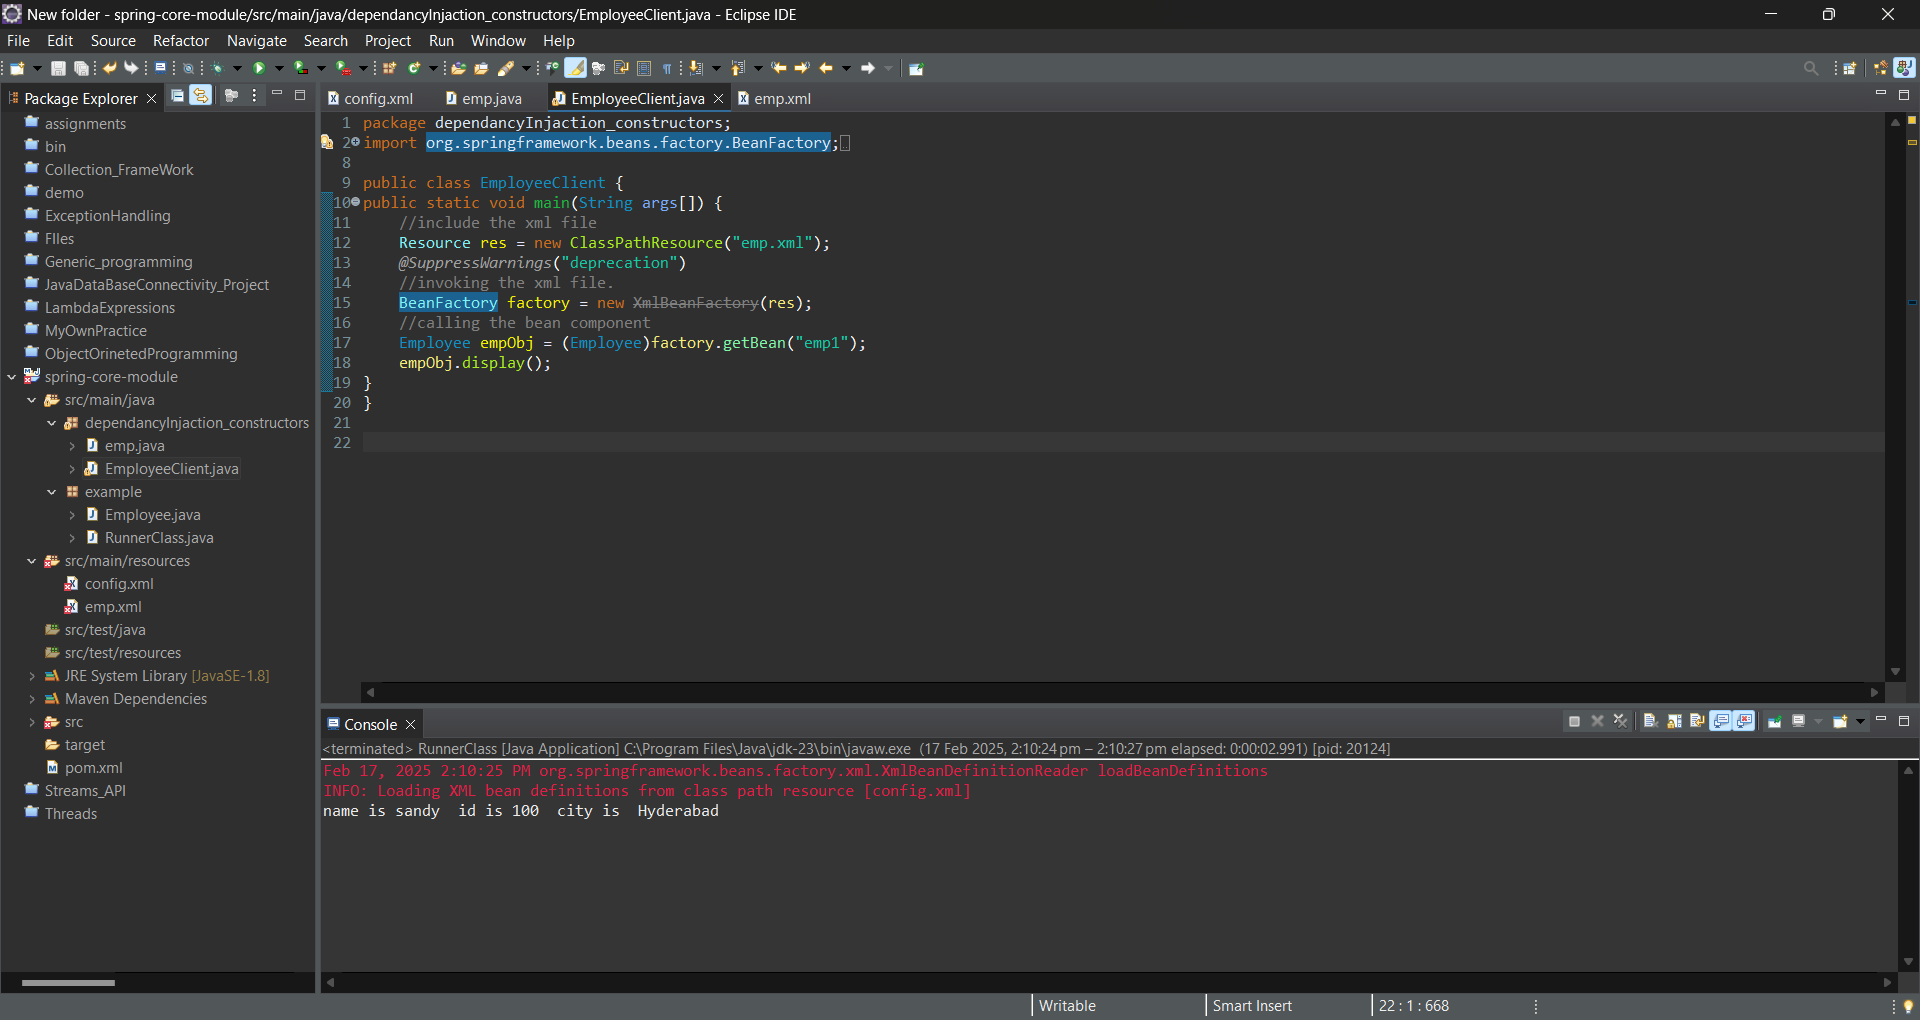 New folder - spring-core-module/src/main/java/dependancyInjaction_constructors/EmployeeClient.java - Eclipse IDE
File Edit Source Refactor Navigate Search Project Run Window Help
Package Explorer
assignments
bin
Collection_FrameWork
demo
ExceptionHandling
FIles
Generic_programming
JavaDataBaseConnectivity_Project
LambdaExpressions
MyOwnPractice
ObjectOrinetedProgramming
spring-core-module
src/main/java
dependancyInjaction_constructors
emp.java
EmployeeClient.java
example
Employee.java
RunnerClass.java
src/main/resources
config.xml
emp.xml
src/test/java
src/test/resources
JRE System Library [JavaSE-1.8]
Maven Dependencies
src
target
pom.xml
Streams_API
Threads
config.xml emp.java EmployeeClient.java emp.xml
1 package dependancyInjaction_constructors;
2 import org.springframework.beans.factory.BeanFactory;
8
9 public class EmployeeClient {
10 public static void main(String args[]) {
11 //include the xml file
12 Resource res = new ClassPathResource("emp.xml");
13 @SuppressWarnings("deprecation")
14 //invoking the xml file.
15 BeanFactory factory = new XmlBeanFactory(res);
16 //calling the bean component
17 Employee empObj = (Employee)factory.getBean("emp1");
18 empObj.display();
19 }
20 }
21
22
Console
<terminated> RunnerClass [Java Application] C:\Program Files\Java\jdk-23\bin\javaw.exe (17 Feb 2025, 2:10:24 pm – 2:10:27 pm elapsed: 0:00:02.991) [pid: 20124]
Feb 17, 2025 2:10:25 PM org.springframework.beans.factory.xml.XmlBeanDefinitionReader loadBeanDefinitions
INFO: Loading XML bean definitions from class path resource [config.xml]
name is sandy id is 100 city is Hyderabad
Writable Smart Insert 22 : 1 : 668